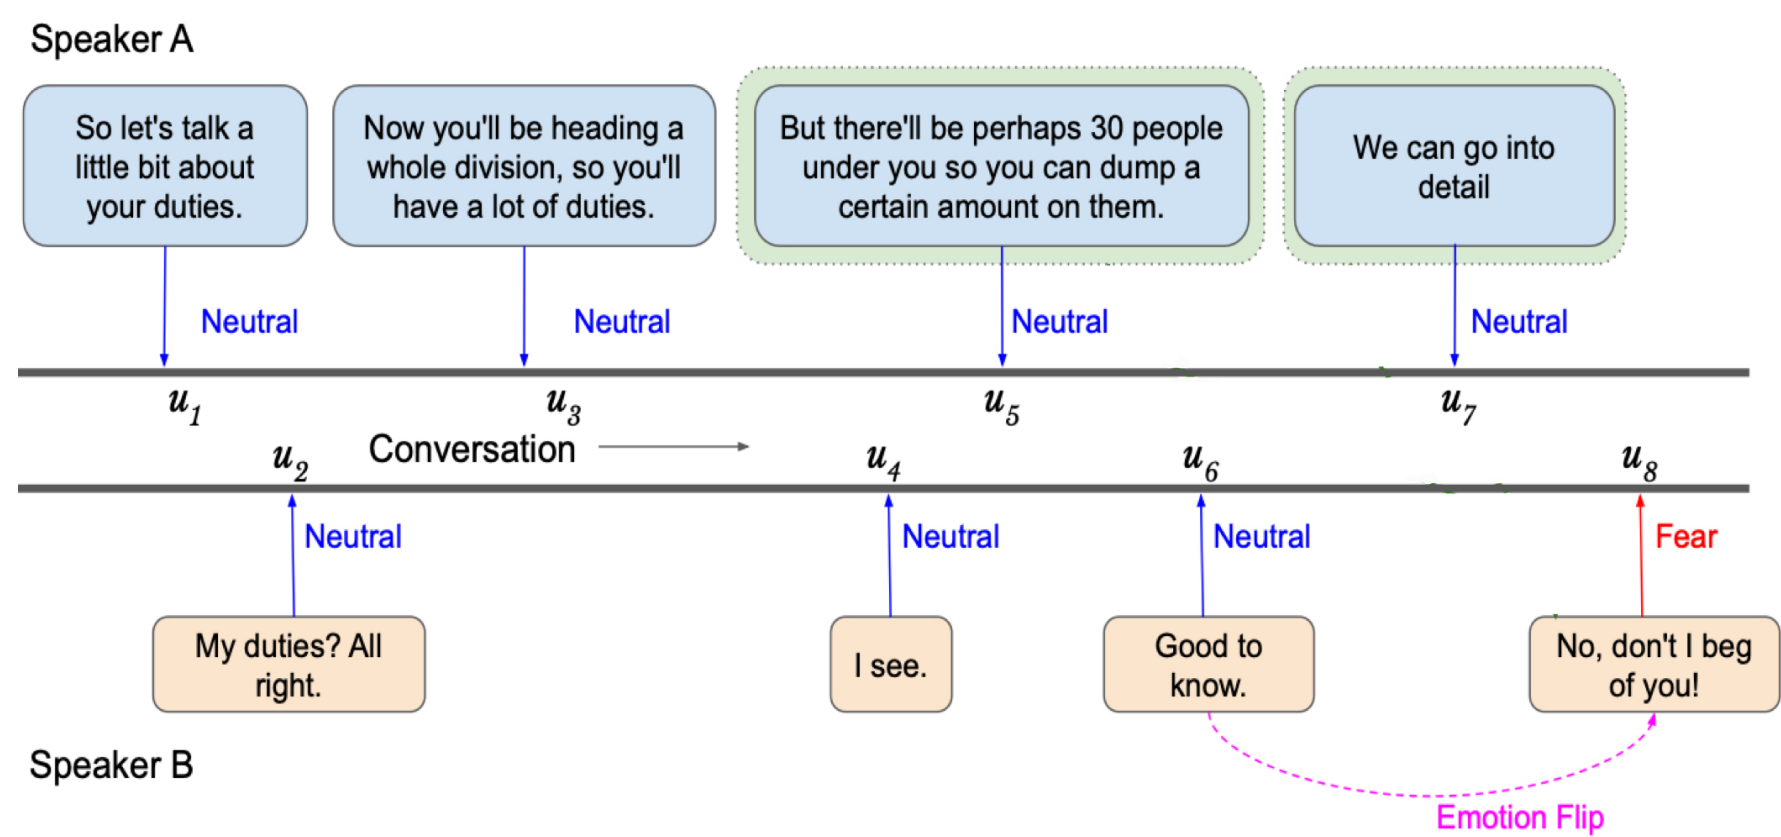 Speaker A
So let's talk a
little bit about
your duties.
Now you'll be heading a
whole division, so you'll
have a lot of duties.
But there'll be perhaps 30 people
under you so you can dump a
certain amount on them.
We can go into
detail
Neutral
Neutral
Neutral
Neutral
u1
u3
u5
u7
u2
Conversation
u4
u6
u8
Neutral
Neutral
Neutral
Fear
My duties? All
right.
I see.
Good to
know.
No, don't I beg
of you!
Speaker B
Emotion Flip